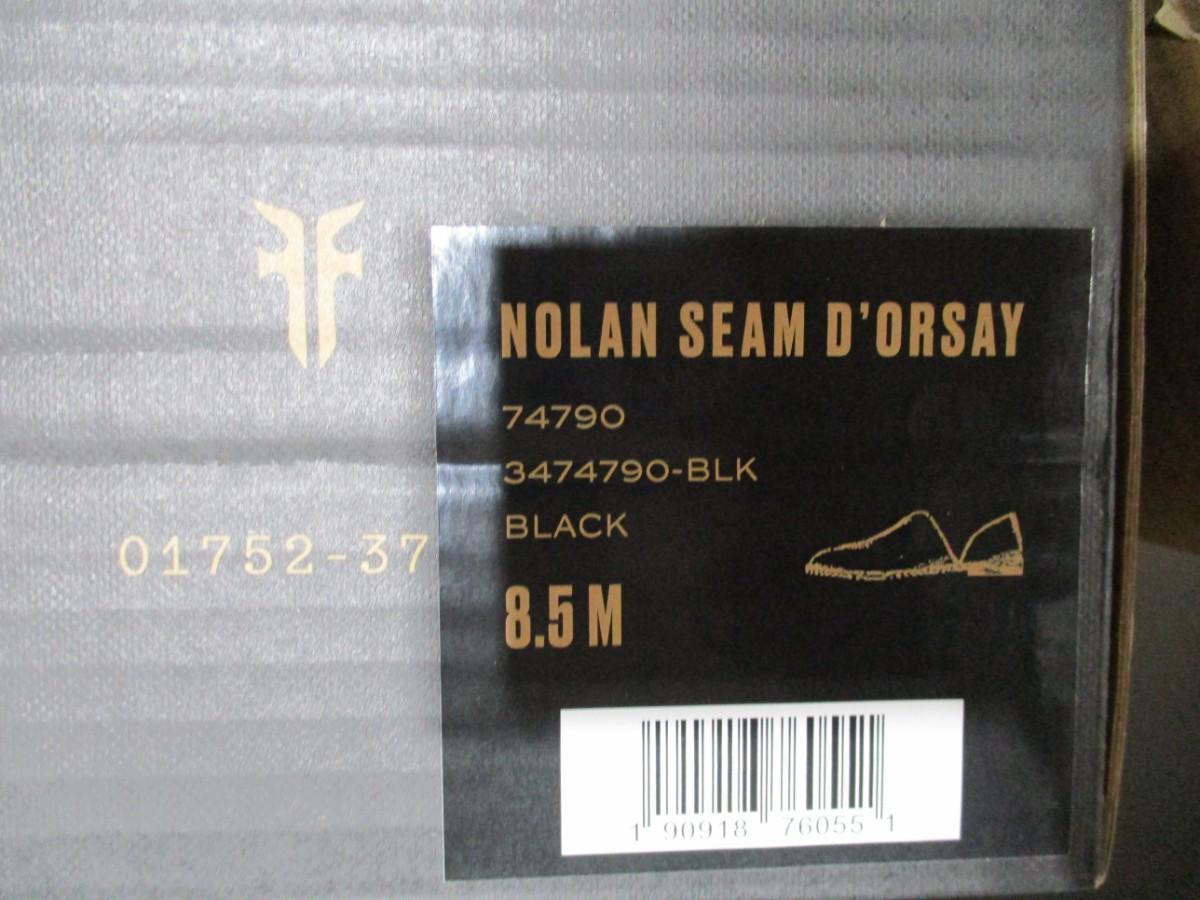 NOLAN SEAM D'ORSAY
74790
3474790-BLK
BLACK
8.5 M
01752-37
1 90918 76055 1